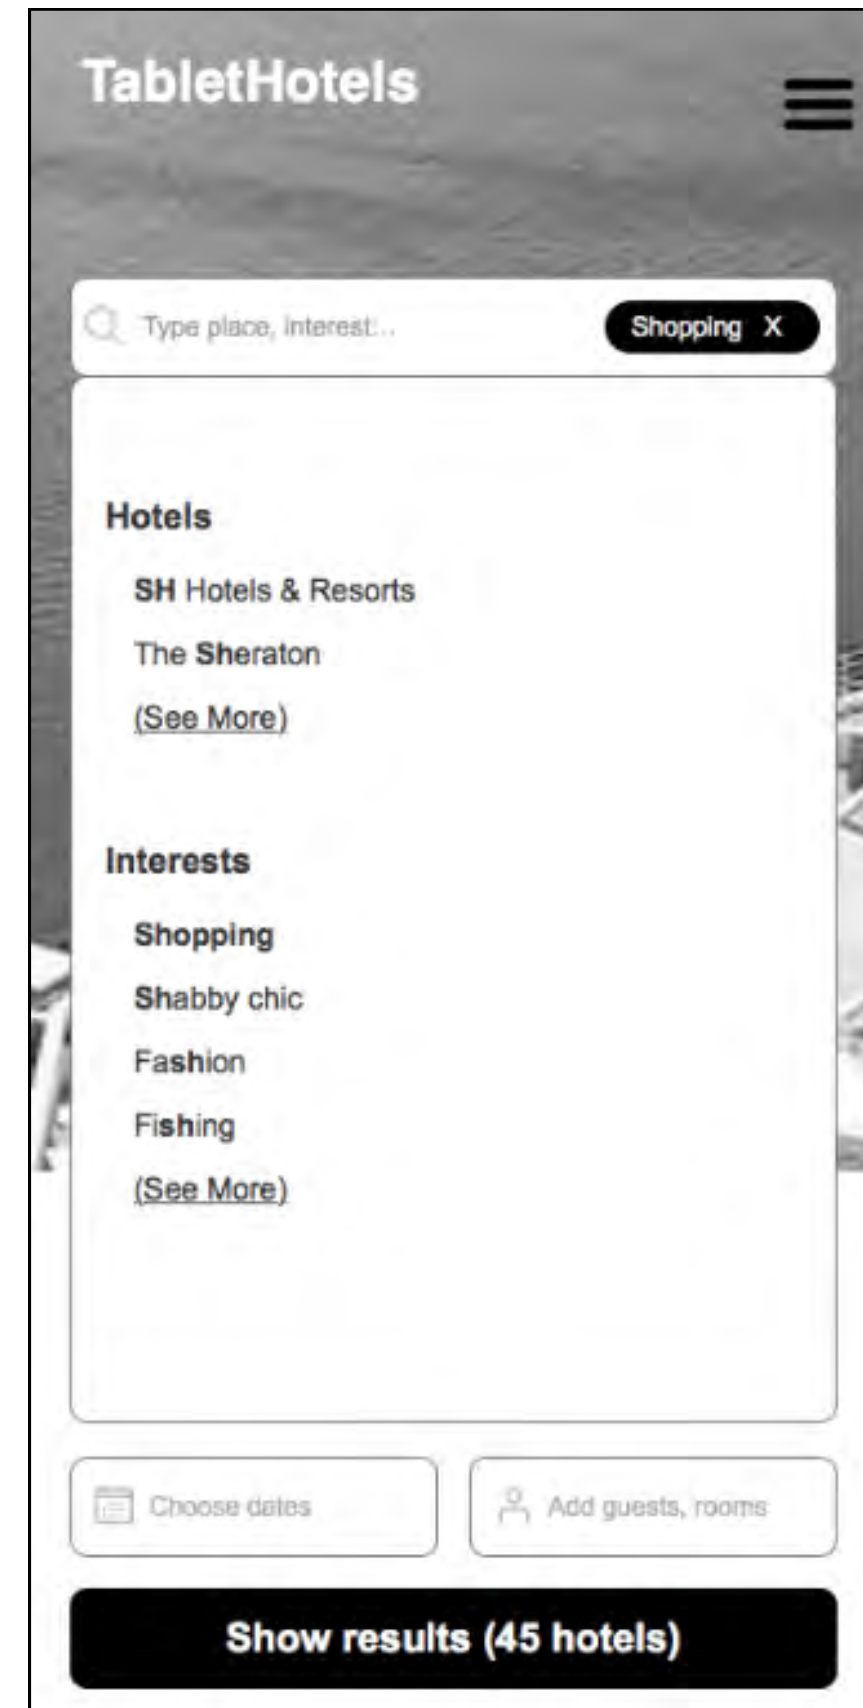 TabletHotels
Type place, interest... Shopping X
Hotels
SH Hotels & Resorts
The Sheraton
(See More)
Interests
Shopping
Shabby chic
Fashion
Fishing
(See More)
Choose dates Add guests, rooms
Show results (45 hotels)